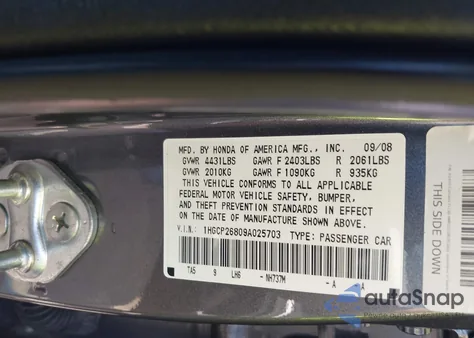 MFD. BY HONDA OF AMERICA MFG., INC. 09/08
GVWR 4431LBS GAWR F 2403LBS R 2061LBS
GVWR 2010KG GAWR F 1090KG R 935KG
THIS VEHICLE CONFORMS TO ALL APPLICABLE
FEDERAL MOTOR VEHICLE SAFETY, BUMPER,
AND THEFT PREVENTION STANDARDS IN EFFECT
ON THE DATE OF MANUFACTURE SHOWN ABOVE.
V.I.N.: 1HGCP26809A025703 TYPE: PASSENGER CAR
TA5 9 LH6 - NH737M - A A
THIS SIDE DOWN
autoSnap